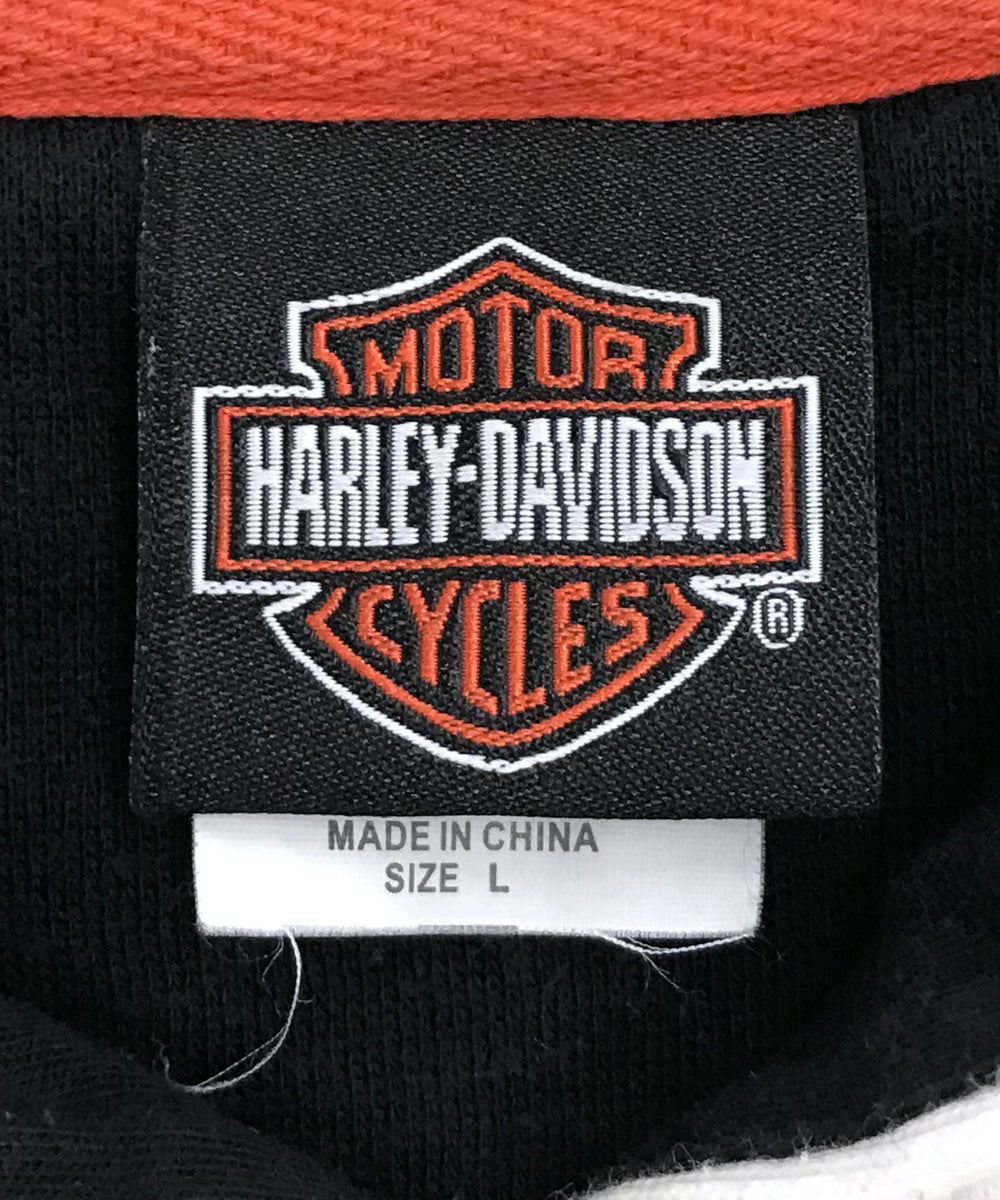 MOTOR
HARLEY-DAVIDSON
CYCLES
®
MADE IN CHINA
SIZE L